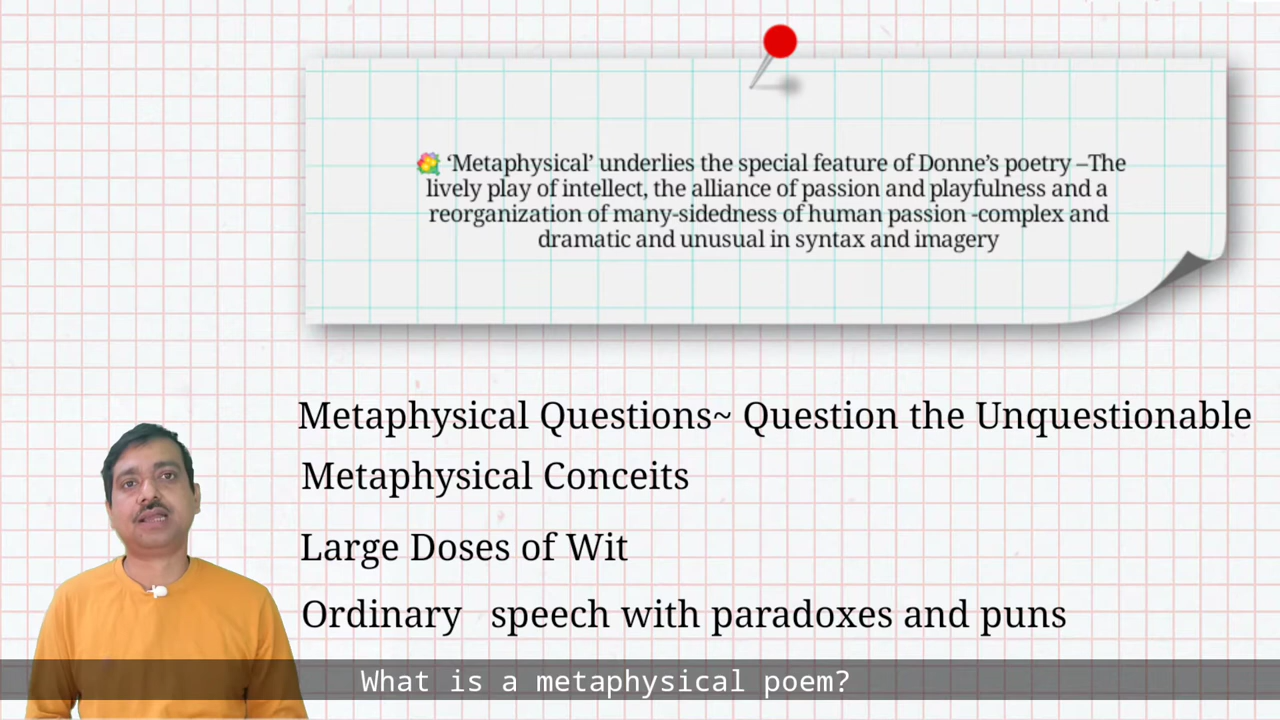 ‘Metaphysical’ underlies the special feature of Donne’s poetry –The
lively play of intellect, the alliance of passion and playfulness and a
reorganization of many-sidedness of human passion -complex and
dramatic and unusual in syntax and imagery
Metaphysical Questions~ Question the Unquestionable
Metaphysical Conceits
Large Doses of Wit
Ordinary speech with paradoxes and puns
What is a metaphysical poem?